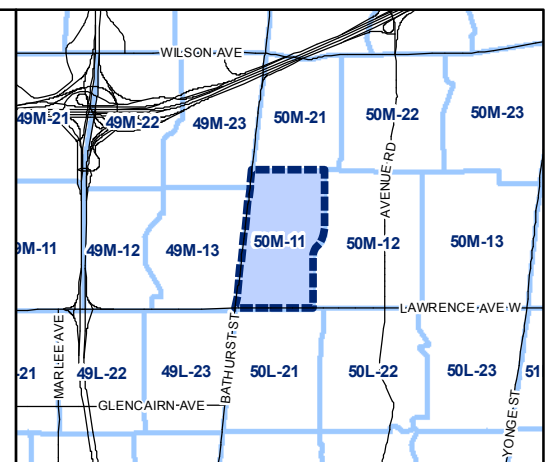 WILSON AVE
49M-21
49M-22
49M-23
50M-21
50M-22
50M-23
AVENUE RD
9M-11
49M-12
49M-13
50M-11
50M-12
50M-13
LAWRENCE AVE W
MARLEE AVE
BATHURST ST
-21
49L-22
49L-23
50L-21
50L-22
50L-23
51
GLENCAIRN AVE
YONGE ST